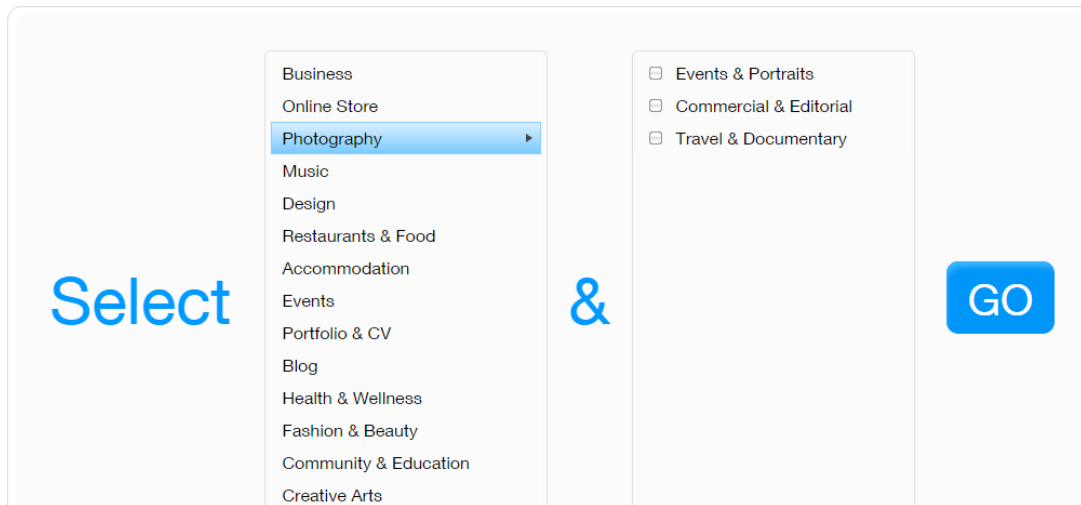 Select
Business
Online Store
Photography
Music
Design
Restaurants & Food
Accommodation
Events
Portfolio & CV
Blog
Health & Wellness
Fashion & Beauty
Community & Education
Creative Arts
&
Events & Portraits
Commercial & Editorial
Travel & Documentary
GO